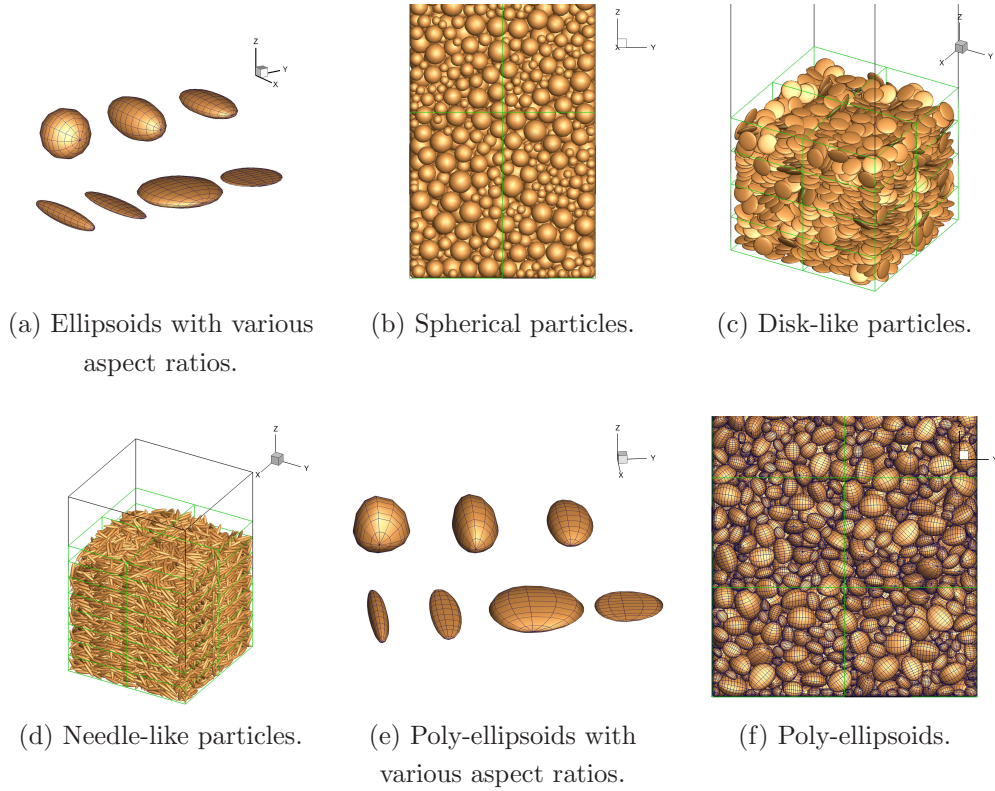 Z
Y
X
X
Y
Z
X
Y
(a) Ellipsoids with various
aspect ratios.
(b) Spherical particles.
(c) Disk-like particles.
Z
X
Y
Z
Y
X
Z
Y
(d) Needle-like particles.
(e) Poly-ellipsoids with
various aspect ratios.
(f) Poly-ellipsoids.